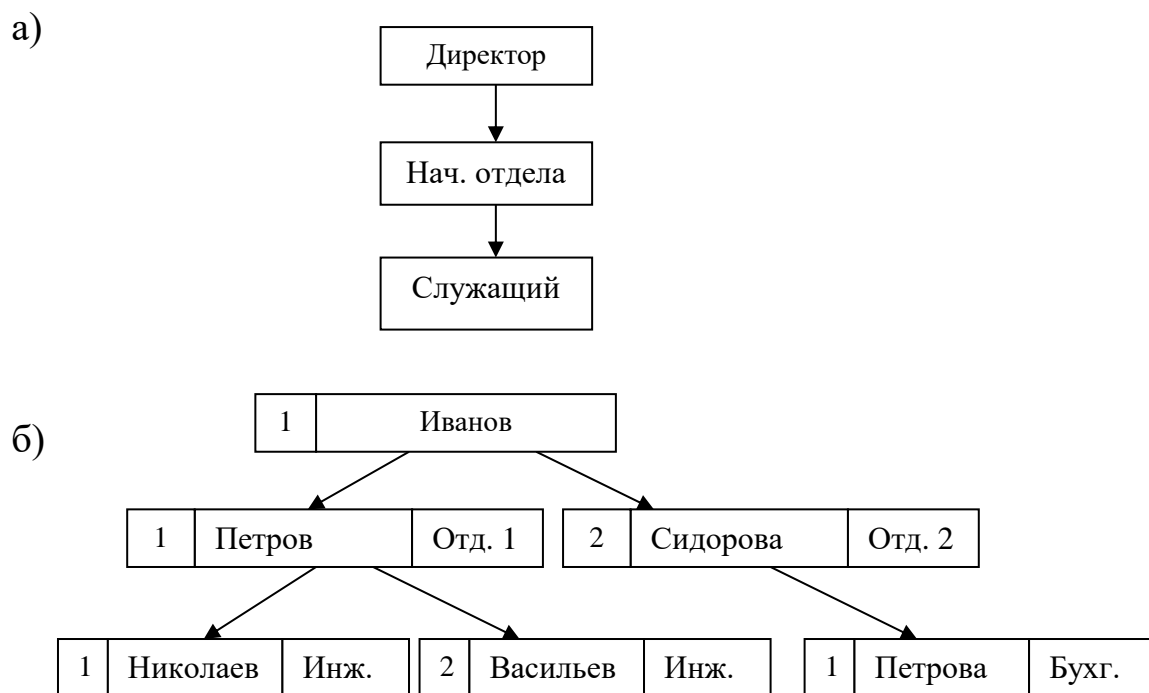 а)
Директор
Нач. отдела
Служащий
б)
1 Иванов
1 Петров Отд. 1 2 Сидорова Отд. 2
1 Николаев Инж. 2 Васильев Инж. 1 Петрова Бухг.